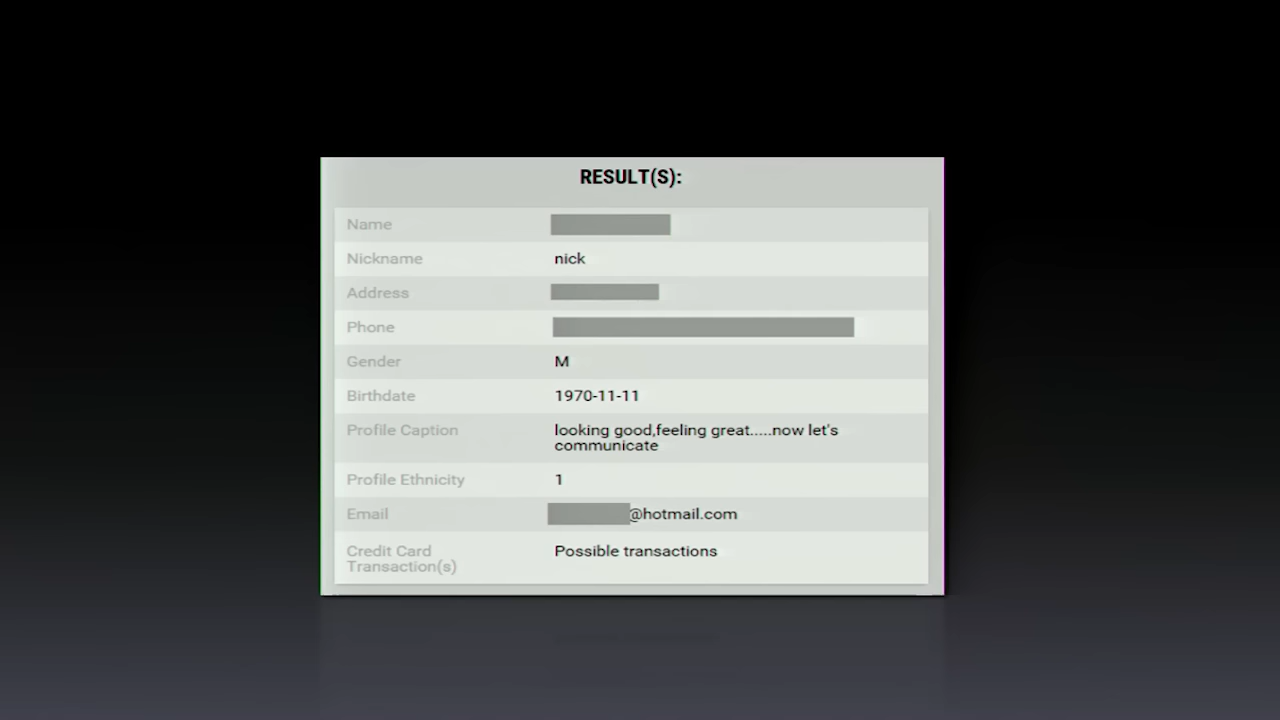 RESULT(S):
Name
Nickname nick
Address
Phone
Gender M
Birthdate 1970-11-11
Profile Caption looking good,feeling great.....now let's
communicate
Profile Ethnicity 1
Email @hotmail.com
Credit Card Possible transactions
Transaction(s)